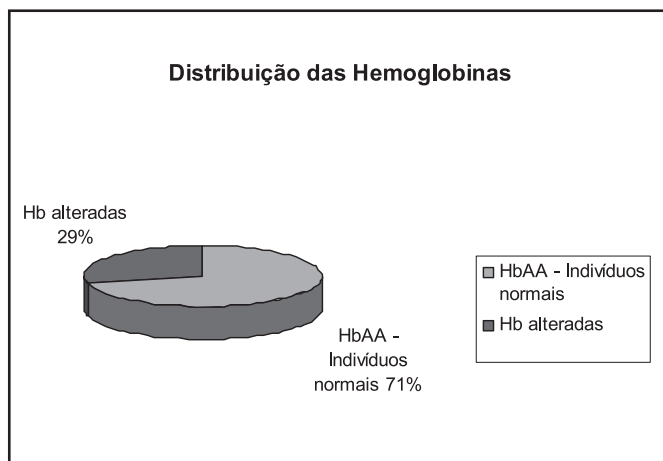 Distribuição das Hemoglobinas
Hb alteradas
29%
HbAA -
Indivíduos
normais 71%
HbAA - Indivíduos
normais
Hb alteradas